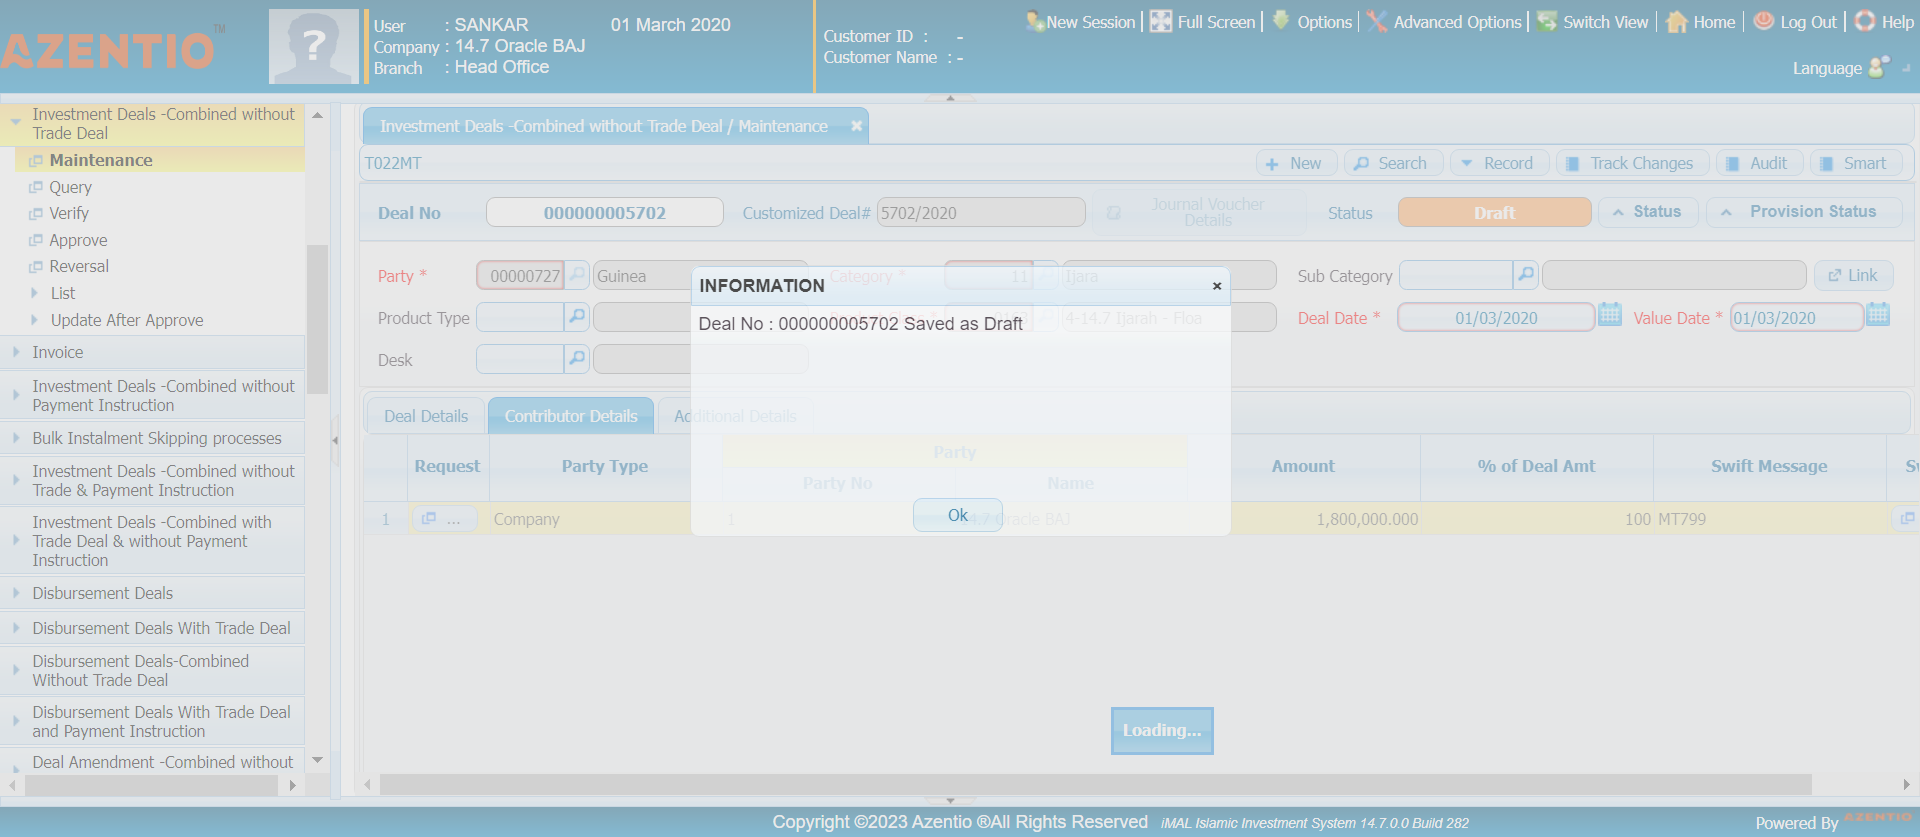 AZENTIO TM
User : SANKAR 01 March 2020
Company : 14.7 Oracle BAJ
Branch : Head Office
Customer ID : -
Customer Name : -
New Session
Full Screen
Options
Advanced Options
Switch View
Home
Log Out
Help
Language
Investment Deals -Combined without
Trade Deal
Maintenance
Query
Verify
Approve
Reversal
List
Update After Approve
Invoice
Investment Deals -Combined without
Payment Instruction
Bulk Instalment Skipping processes
Investment Deals -Combined without
Trade & Payment Instruction
Investment Deals -Combined with
Trade Deal & without Payment
Instruction
Disbursement Deals
Disbursement Deals With Trade Deal
Disbursement Deals-Combined
Without Trade Deal
Disbursement Deals With Trade Deal
and Payment Instruction
Deal Amendment -Combined without
Investment Deals -Combined without Trade Deal / Maintenance
T022MT
New
Search
Record
Track Changes
Audit
Smart
Deal No 000000005702 Customized Deal# 5702/2020
Journal Voucher
Details
Status Draft
Status
Provision Status
Party * 00000727 Guinea Category * 11 Ijara Sub Category Link
Product Type Product Class * 0163 4-14.7 Ijarah - Floa Deal Date * 01/03/2020 Value Date * 01/03/2020
Desk
INFORMATION
Deal No : 000000005702 Saved as Draft
Ok
Deal Details
Contributor Details
Additional Details
Request Party Type Party Amount % of Deal Amt Swift Message
Party No Name
1 ... Company 1 14.7 Oracle BAJ 1,800,000.000 100 MT799
Loading...
Copyright ©2023 Azentio ®All Rights Reserved iMAL Islamic Investment System 14.7.0.0 Build 282
Powered By AZENTIO